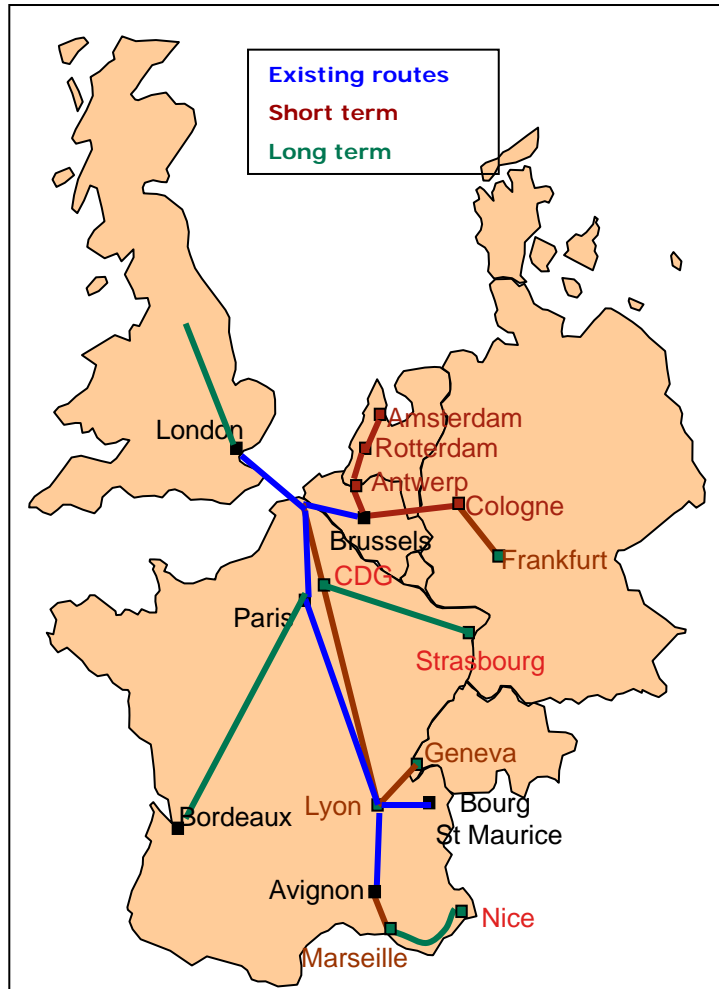 Existing routes
Short term
Long term
London
Amsterdam
Rotterdam
Antwerp
Cologne
Brussels
Frankfurt
CDG
Paris
Strasbourg
Geneva
Lyon
Bourg
St Maurice
Bordeaux
Avignon
Nice
Marseille